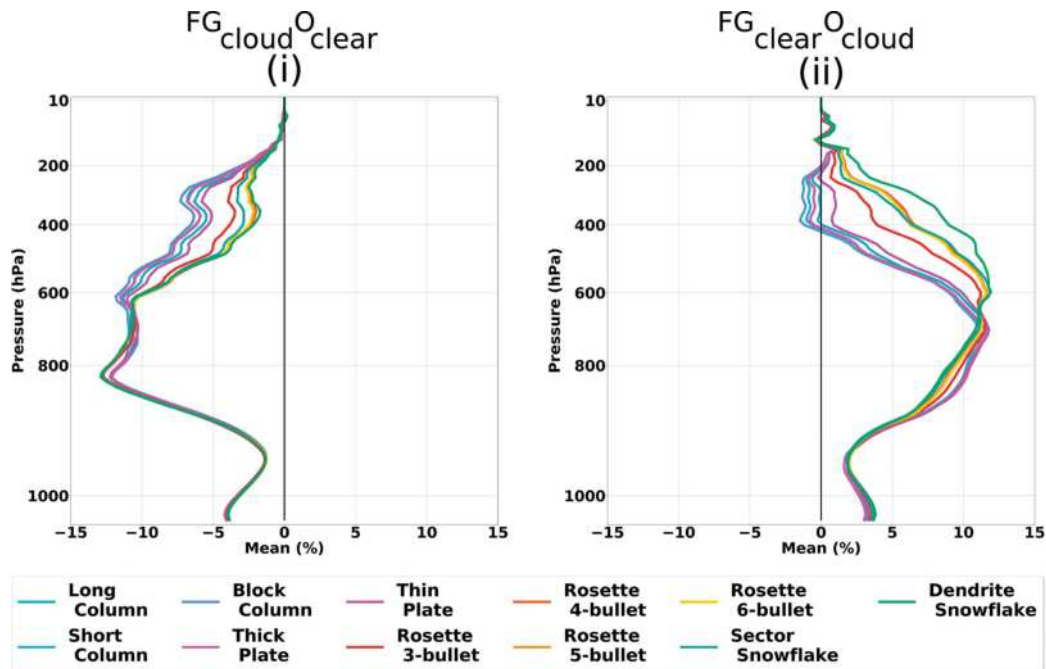 FGcloudOclear
(i)
FGclearOcloud
(ii)
10
200
400
600
800
1000
Pressure (hPa)
−15 −10 −5 0 5 10 15
Mean (%)
10
200
400
600
800
1000
Pressure (hPa)
−15 −10 −5 0 5 10 15
Mean (%)
Long
Column
Block
Column
Thin
Plate
Rosette
4-bullet
Rosette
6-bullet
Dendrite
Snowflake
Short
Column
Thick
Plate
Rosette
3-bullet
Rosette
5-bullet
Sector
Snowflake